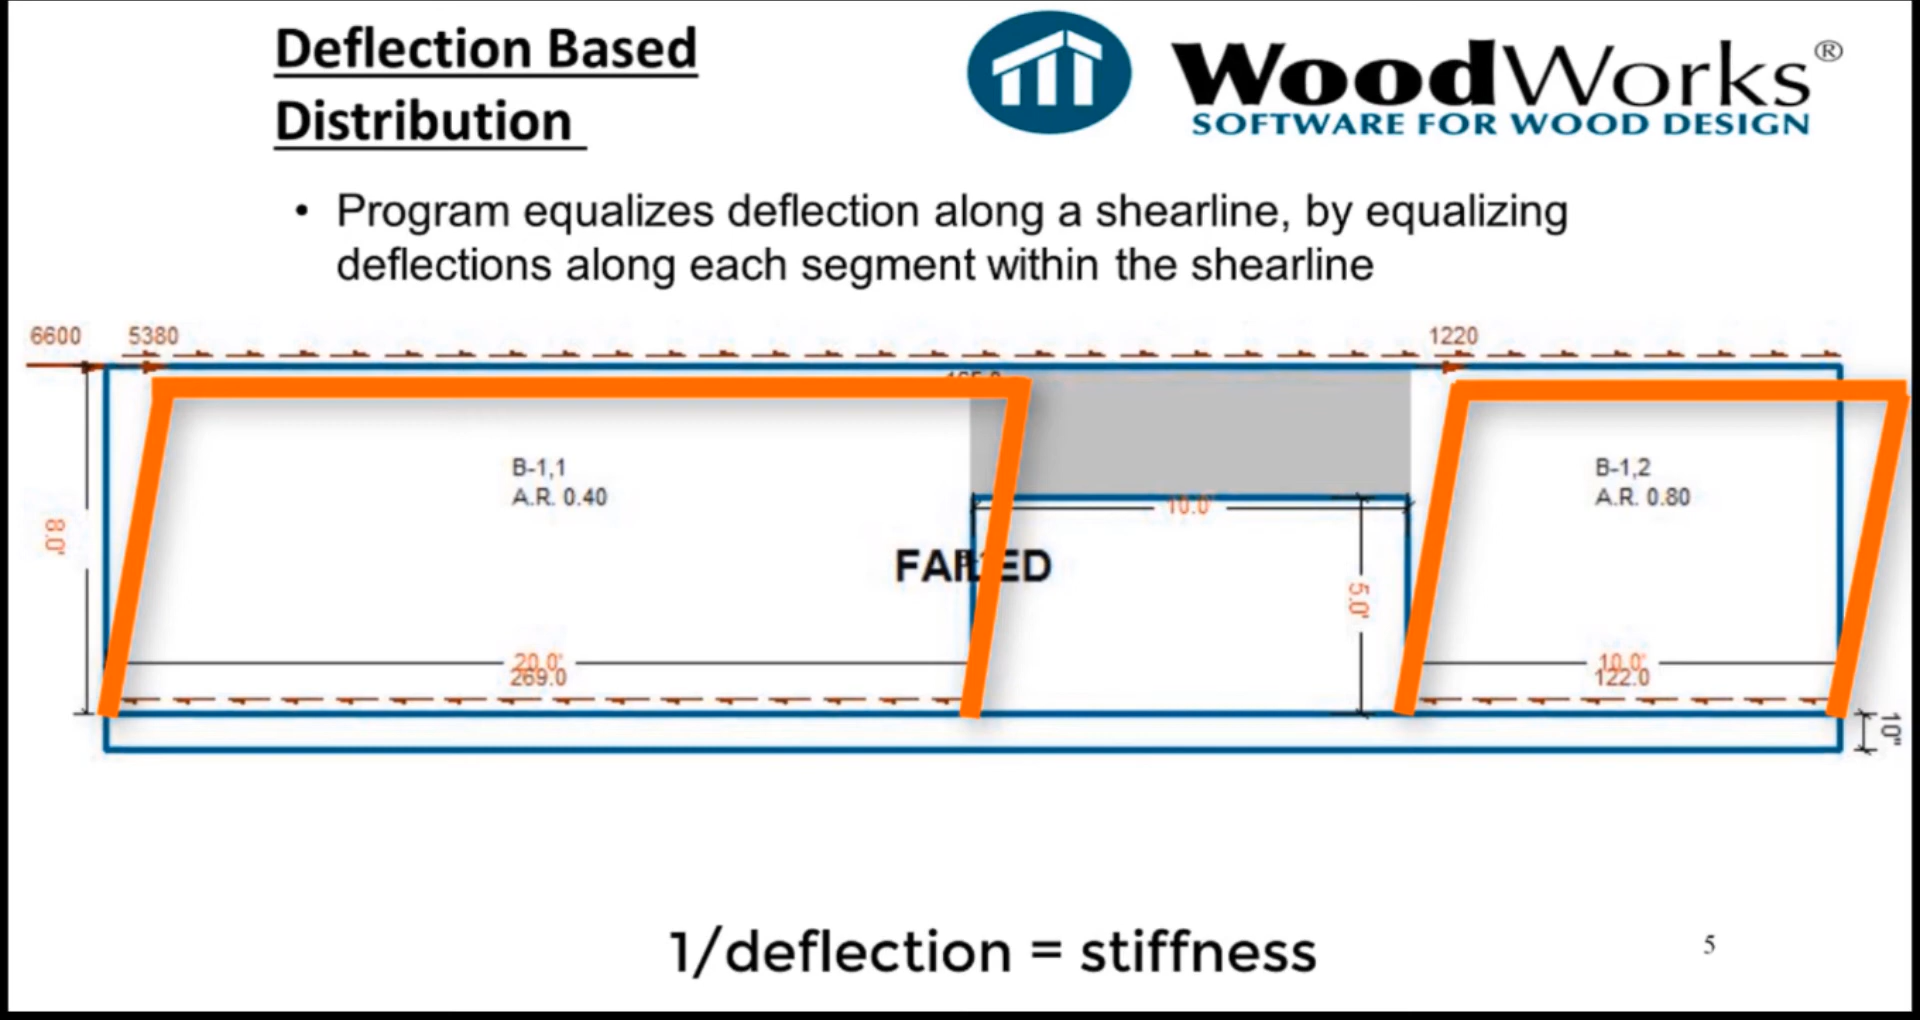 Deflection Based
Distribution
WoodWorks®
SOFTWARE FOR WOOD DESIGN
• Program equalizes deflection along a shearline, by equalizing
deflections along each segment within the shearline
6600
5380
1220
B-1,1
A.R. 0.40
B-1,2
A.R. 0.80
8.0'
10.0'
FAILED
5.0'
20.0'
269.0
10.0'
122.0
10"
1/deflection = stiffness
5